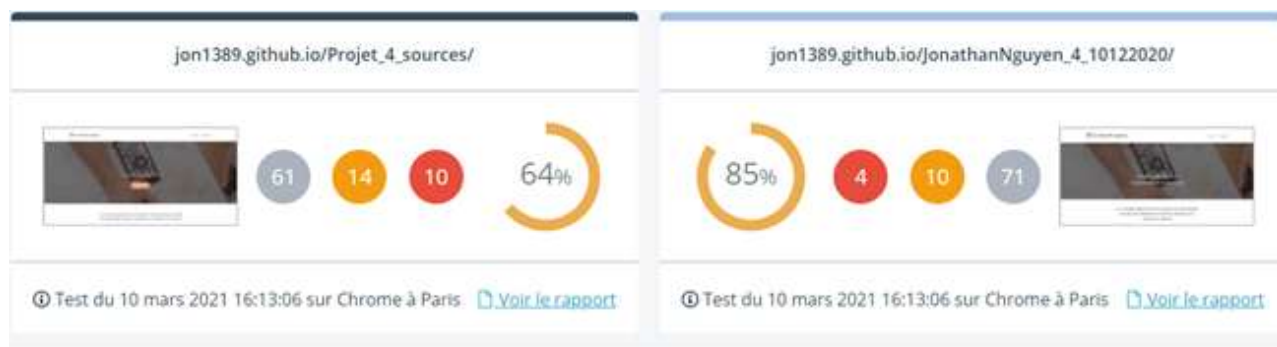 jon1389.github.io/Projet_4_sources/
61
14
10
64%
Test du 10 mars 2021 16:13:06 sur Chrome à Paris Voir le rapport
jon1389.github.io/JonathanNguyen_4_10122020/
85%
4
10
71
Test du 10 mars 2021 16:13:06 sur Chrome à Paris Voir le rapport